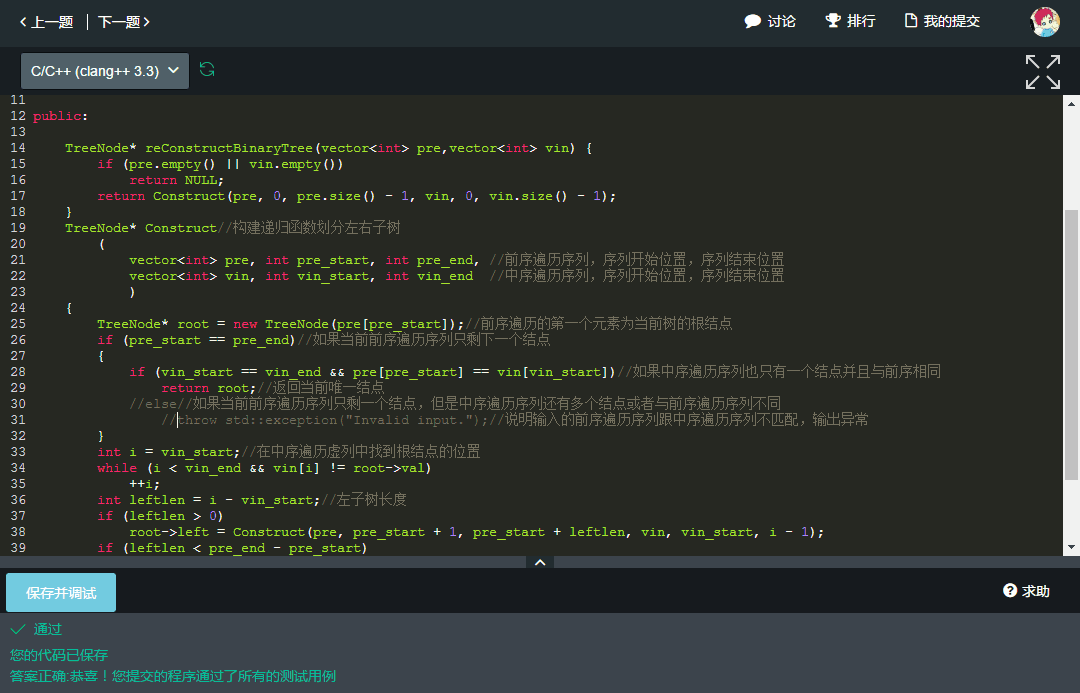 上一题 | 下一题 讨论 排行 我的提交
C/C++ (clang++ 3.3)
11
12 public:
13
14 TreeNode* reConstructBinaryTree(vector<int> pre,vector<int> vin) {
15 if (pre.empty() || vin.empty())
16 return NULL;
17 return Construct(pre, 0, pre.size() - 1, vin, 0, vin.size() - 1);
18 }
19 TreeNode* Construct//构建递归函数划分左右子树
20 (
21 vector<int> pre, int pre_start, int pre_end, //前序遍历序列，序列开始位置，序列结束位置
22 vector<int> vin, int vin_start, int vin_end //中序遍历序列，序列开始位置，序列结束位置
23 )
24 {
25 TreeNode* root = new TreeNode(pre[pre_start]);//前序遍历的第一个元素为当前树的根结点
26 if (pre_start == pre_end)//如果当前前序遍历序列只剩下一个结点
27 {
28 if (vin_start == vin_end && pre[pre_start] == vin[vin_start])//如果中序遍历序列也只有一个结点并且与前序相同
29 return root;//返回当前唯一结点
30 //else//如果当前前序遍历序列只剩一个结点，但是中序遍历序列还有多个结点或者与前序遍历序列不同
31 //throw std::exception("Invalid input.");//说明输入的前序遍历序列跟中序遍历序列不匹配，输出异常
32 }
33 int i = vin_start;//在中序遍历虚列中找到根结点的位置
34 while (i < vin_end && vin[i] != root->val)
35 ++i;
36 int leftlen = i - vin_start;//左子树长度
37 if (leftlen > 0)
38 root->left = Construct(pre, pre_start + 1, pre_start + leftlen, vin, vin_start, i - 1);
39 if (leftlen < pre_end - pre_start)
保存并调试 求助
通过
您的代码已保存
答案正确:恭喜！您提交的程序通过了所有的测试用例